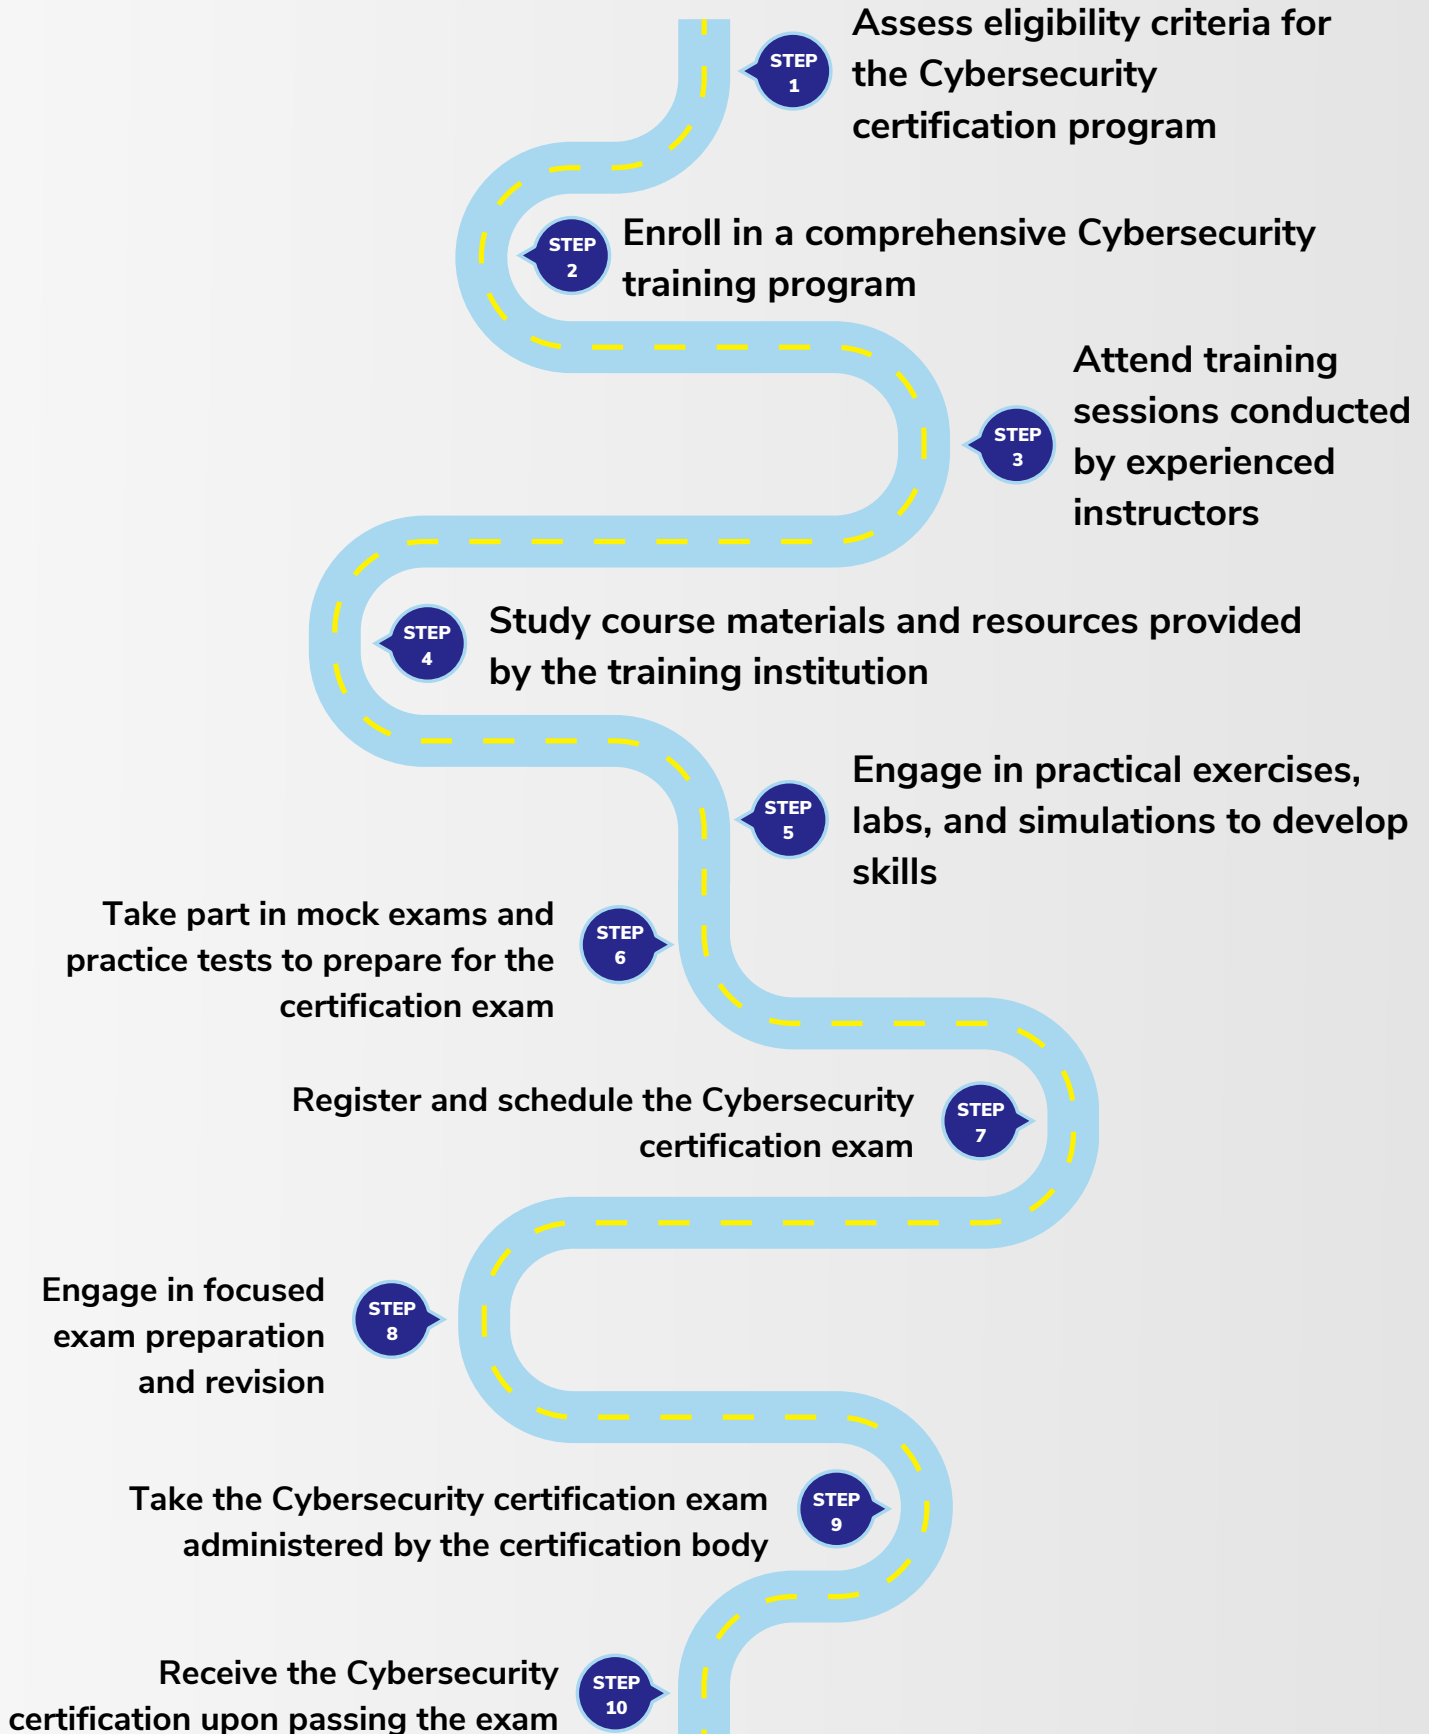 STEP
1
Assess eligibility criteria for
the Cybersecurity
certification program
STEP
2
Enroll in a comprehensive Cybersecurity
training program
STEP
3
Attend training
sessions conducted
by experienced
instructors
STEP
4
Study course materials and resources provided
by the training institution
STEP
5
Engage in practical exercises,
labs, and simulations to develop
skills
Take part in mock exams and
practice tests to prepare for the
certification exam
STEP
6
Register and schedule the Cybersecurity
certification exam
STEP
7
Engage in focused
exam preparation
and revision
STEP
8
Take the Cybersecurity certification exam
administered by the certification body
STEP
9
Receive the Cybersecurity
certification upon passing the exam
STEP
10